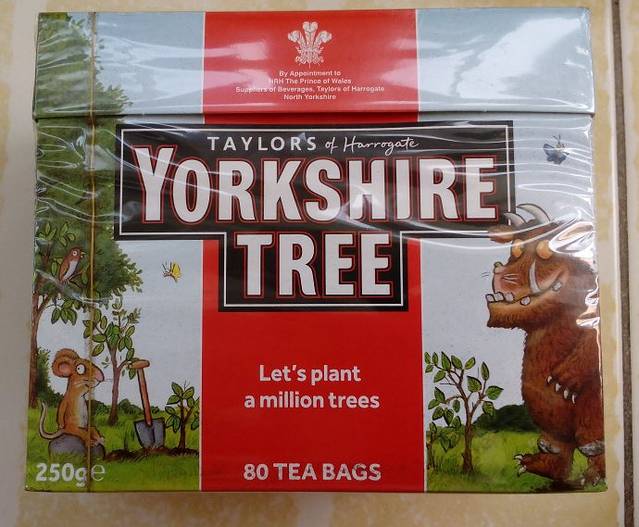 By Appointment to
HRH The Prince of Wales
Suppliers of Beverages, Taylors of Harrogate
North Yorkshire
TAYLORS of Harrogate
YORKSHIRE
TREE
Let's plant
a million trees
250g℮
80 TEA BAGS